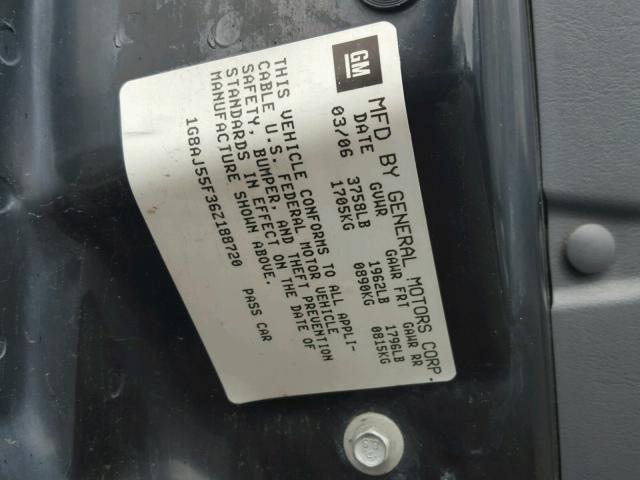 GM
MFD BY GENERAL MOTORS CORP.
DATE GVWR GAWR FRT GAWR RR
03/06 3758LB 1962LB 1796LB
1705KG 0890KG 0815KG
THIS VEHICLE CONFORMS TO ALL APPLI-
CABLE U.S. FEDERAL MOTOR VEHICLE
SAFETY, BUMPER, AND THEFT PREVENTION
STANDARDS IN EFFECT ON THE DATE OF
MANUFACTURE SHOWN ABOVE.
1G8AJ55F36Z188720 PASS CAR